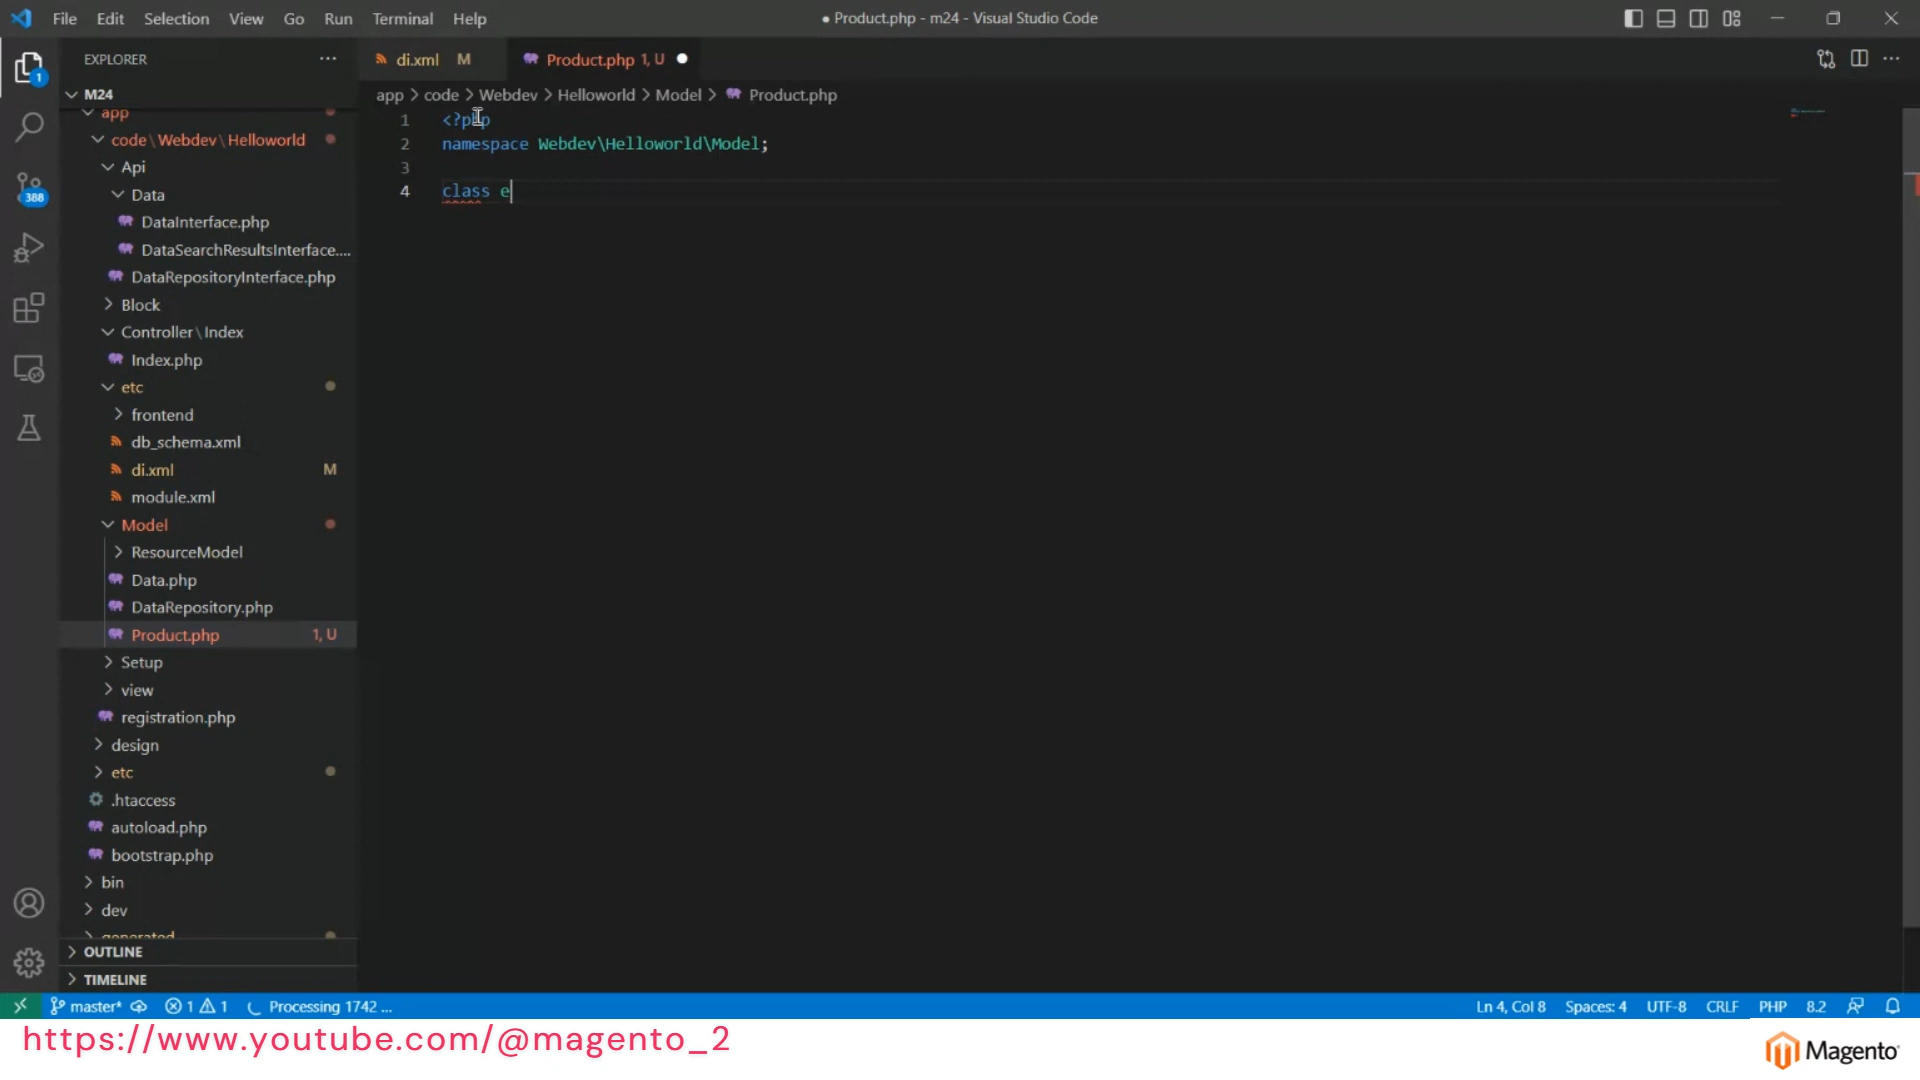 File Edit Selection View Go Run Terminal Help
● Product.php - m24 - Visual Studio Code
EXPLORER ···
di.xml M
Product.php 1, U
M24
app > code > Webdev > Helloworld > Model > Product.php
app
code\Webdev\Helloworld
Api
Data
DataInterface.php
DataSearchResultsInterface....
DataRepositoryInterface.php
Block
Controller\Index
Index.php
etc
frontend
db_schema.xml
di.xml M
module.xml
Model
ResourceModel
Data.php
DataRepository.php
Product.php 1, U
Setup
view
registration.php
design
etc
.htaccess
autoload.php
bootstrap.php
bin
dev
generated
OUTLINE
TIMELINE
1 <?php
2 namespace Webdev\Helloworld\Model;
3
4 class e
1
388
master* 1 1 Processing 1742 ...
Ln 4, Col 8 Spaces: 4 UTF-8 CRLF PHP 8.2
https://www.youtube.com/@magento_2
Magento